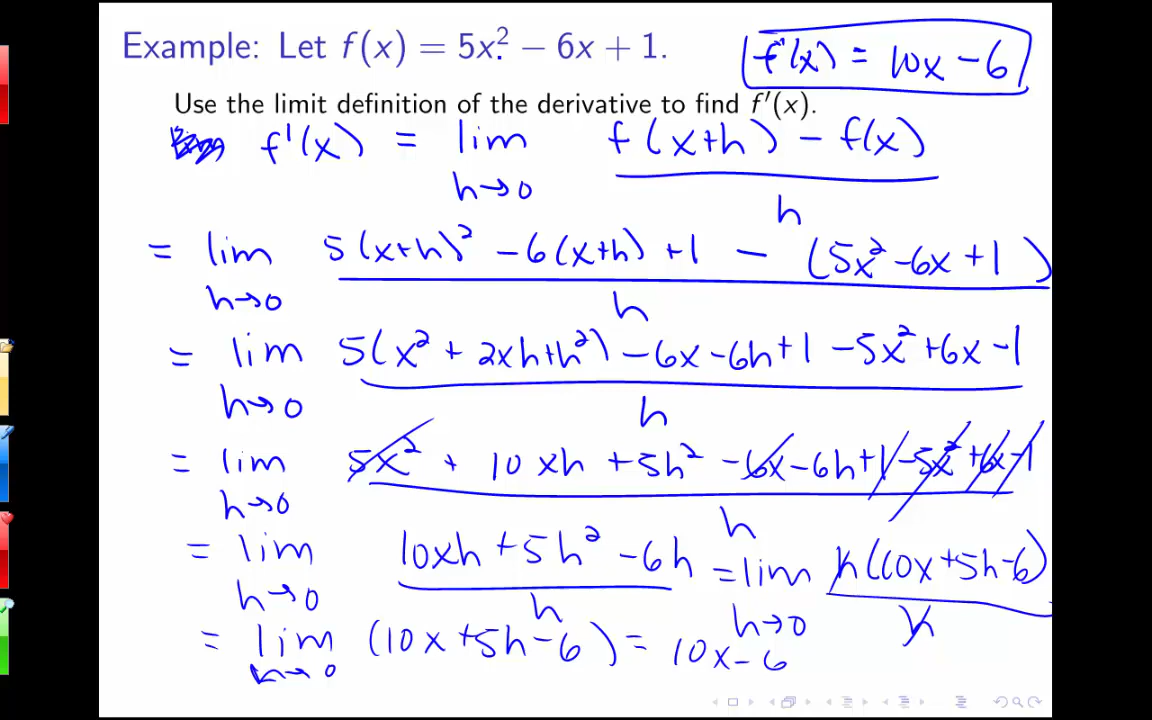 Example: Let f(x) = 5x² − 6x + 1.
f'(x) = 10x − 6
Use the limit definition of the derivative to find f′(x).
f'(x) = lim h→0 f(x+h) − f(x) / h
= lim h→0 5(x+h)² − 6(x+h) + 1 − (5x² − 6x + 1) / h
= lim h→0 5(x² + 2xh + h²) − 6x − 6h + 1 − 5x² + 6x − 1 / h
= lim h→0 5x² + 10xh + 5h² − 6x − 6h + 1 − 5x² + 6x − 1 / h
= lim h→0 10xh + 5h² − 6h / h = lim h→0 h(10x + 5h − 6) / h
= lim h→0 (10x + 5h − 6) = 10x − 6